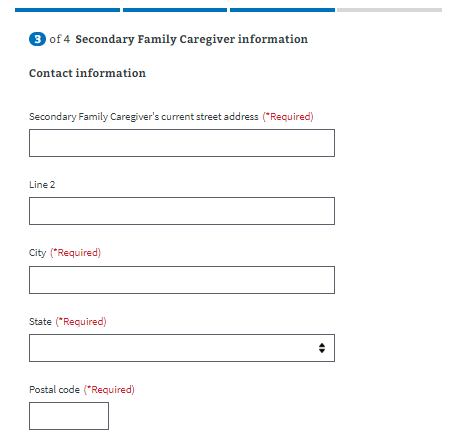 3 of 4 Secondary Family Caregiver information
Contact information
Secondary Family Caregiver's current street address (*Required)
Line 2
City (*Required)
State (*Required)
Postal code (*Required)